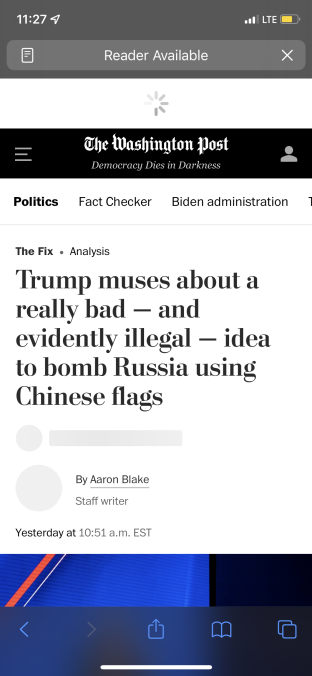 11:27 LTE
Reader Available
The Washington Post
Democracy Dies in Darkness
Politics Fact Checker Biden administration
The Fix • Analysis
Trump muses about a
really bad — and
evidently illegal — idea
to bomb Russia using
Chinese flags
By Aaron Blake
Staff writer
Yesterday at 10:51 a.m. EST